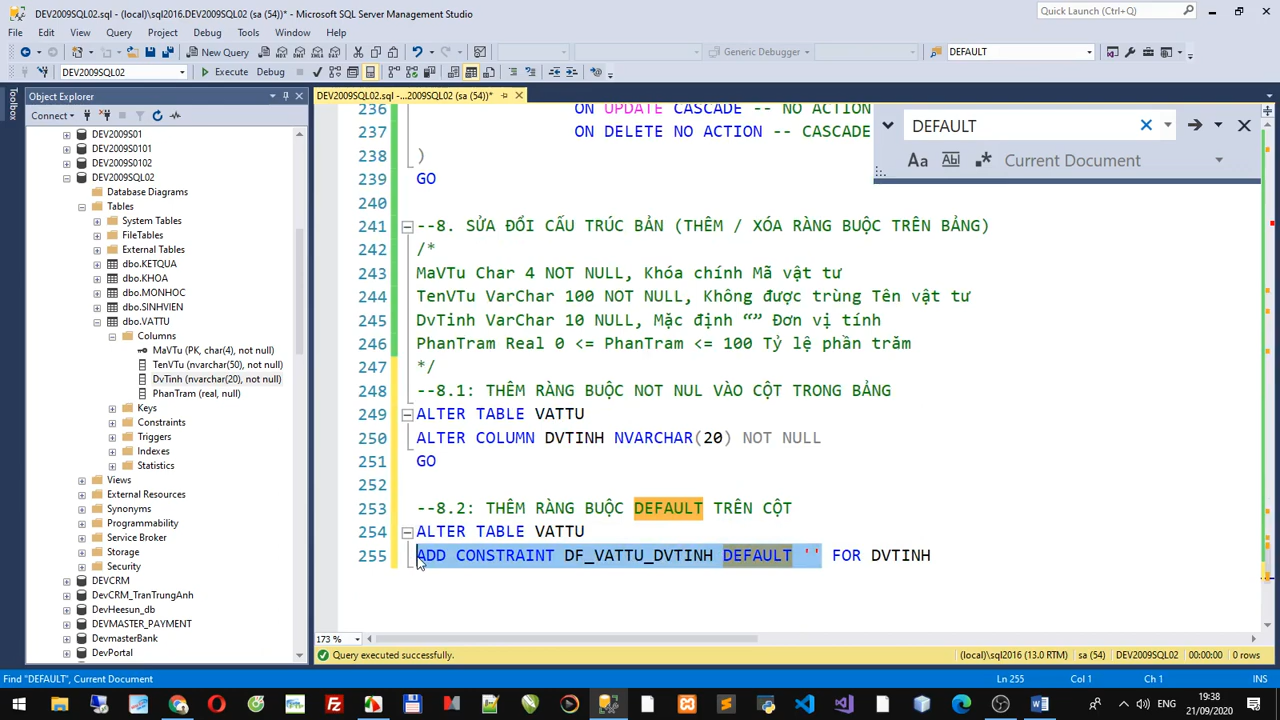 DEV2009SQL02.sql - (local)\sql2016.DEV2009SQL02 (sa (54))* - Microsoft SQL Server Management Studio
Quick Launch (Ctrl+Q)
File Edit View Query Project Debug Tools Window Help
New Query
Generic Debugger
DEFAULT
DEV2009SQL02
Execute Debug
Toolbox
Object Explorer
Connect
DEV2009S01
DEV2009S0101
DEV2009S0102
DEV2009SQL02
Database Diagrams
Tables
System Tables
FileTables
External Tables
dbo.KETQUA
dbo.KHOA
dbo.MONHOC
dbo.SINHVIEN
dbo.VATTU
Columns
MaVTu (PK, char(4), not null)
TenVTu (nvarchar(50), not null)
DvTinh (nvarchar(20), not null)
PhanTram (real, null)
Keys
Constraints
Triggers
Indexes
Statistics
Views
External Resources
Synonyms
Programmability
Service Broker
Storage
Security
DEVCRM
DevCRM_TranTrungAnh
DevHeesun_db
DEVMASTER_PAYMENT
DevmasterBank
DevPortal
DEV2009SQL02.sql -...2009SQL02 (sa (54))*
DEFAULT
Aa Current Document
236 ON UPDATE CASCADE -- NO ACTION
237 ON DELETE NO ACTION -- CASCADE
238 )
239 GO
240
241 --8. SỬA ĐỔI CẤU TRÚC BẢN (THÊM / XÓA RÀNG BUỘC TRÊN BẢNG)
242 /*
243 MaVTu Char 4 NOT NULL, Khóa chính Mã vật tư
244 TenVTu VarChar 100 NOT NULL, Không được trùng Tên vật tư
245 DvTinh VarChar 10 NULL, Mặc định “” Đơn vị tính
246 PhanTram Real 0 <= PhanTram <= 100 Tỷ lệ phần trăm
247 */
248 --8.1: THÊM RÀNG BUỘC NOT NUL VÀO CỘT TRONG BẢNG
249 ALTER TABLE VATTU
250 ALTER COLUMN DVTINH NVARCHAR(20) NOT NULL
251 GO
252
253 --8.2: THÊM RÀNG BUỘC DEFAULT TRÊN CỘT
254 ALTER TABLE VATTU
255 ADD CONSTRAINT DF_VATTU_DVTINH DEFAULT '' FOR DVTINH
173 %
Query executed successfully.
(local)\sql2016 (13.0 RTM) sa (54) DEV2009SQL02 00:00:00 0 rows
Find "DEFAULT", Current Document
Ln 255 Col 1 Ch 1 INS
ENG
19:38
21/09/2020